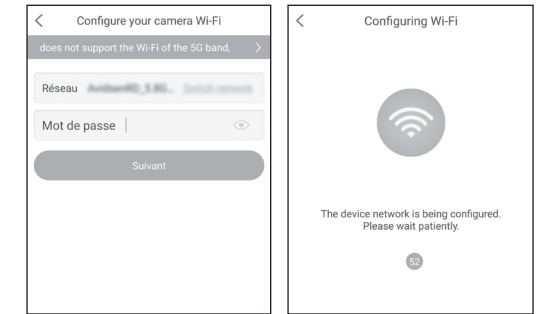 Configure your camera Wi-Fi
does not support the Wi-Fi of the 5G band,
Réseau
Mot de passe
Suivant
Configuring Wi-Fi
The device network is being configured.
Please wait patiently.
52